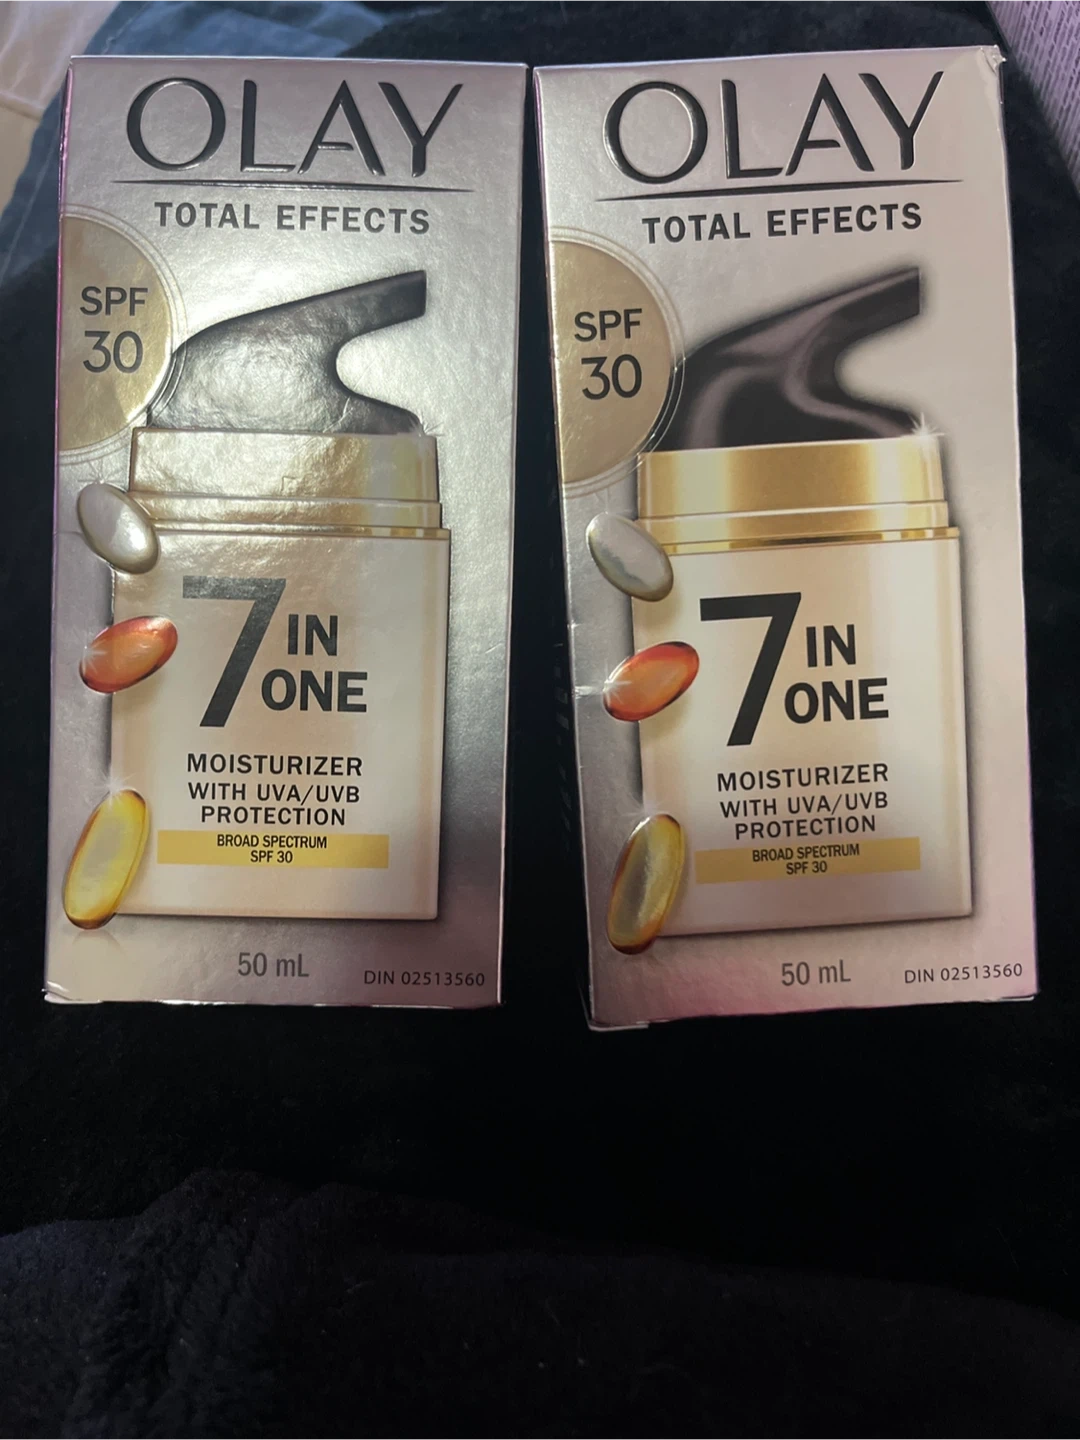 OLAY
TOTAL EFFECTS
SPF
30
7 IN
ONE
MOISTURIZER
WITH UVA/UVB
PROTECTION
BROAD SPECTRUM
SPF 30
50 mL
DIN 02513560
OLAY
TOTAL EFFECTS
SPF
30
7 IN
ONE
MOISTURIZER
WITH UVA/UVB
PROTECTION
BROAD SPECTRUM
SPF 30
50 mL
DIN 02513560